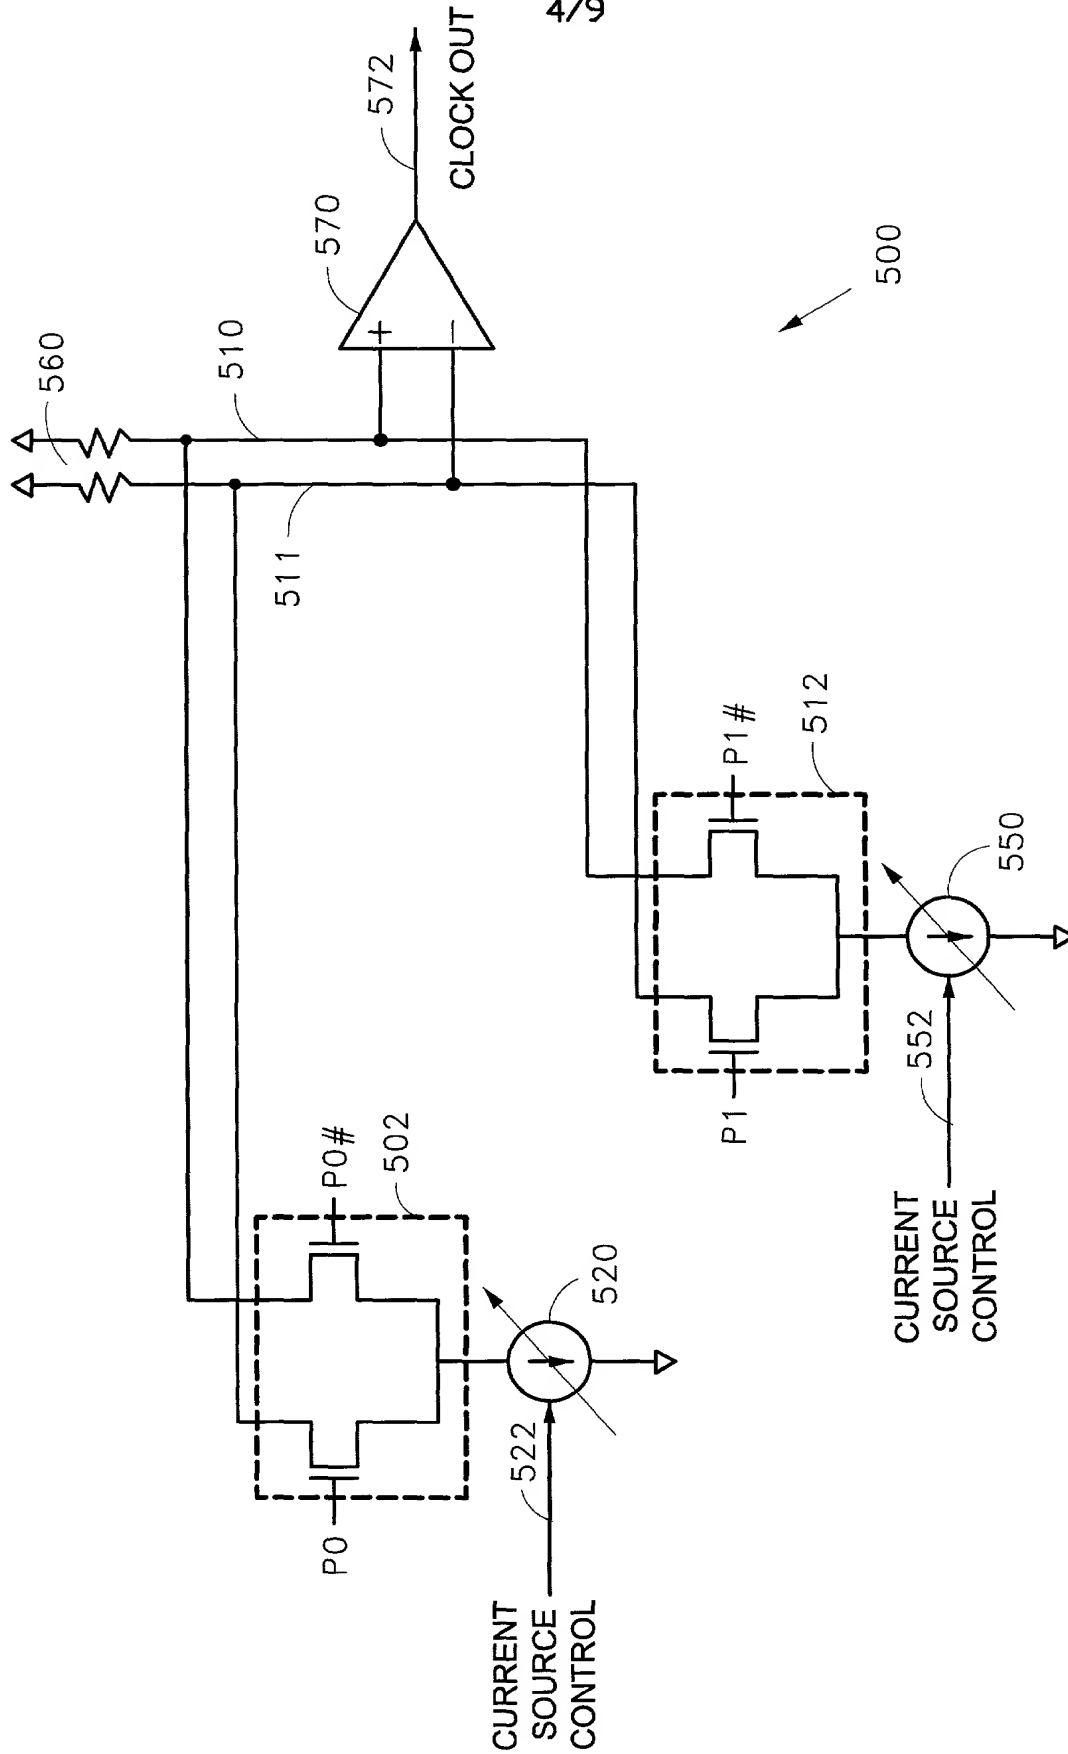 4/9
560
510
511
570
572
CLOCK OUT
500
P0
P0#
502
520
522
CURRENT
SOURCE
CONTROL
P1
P1#
512
550
552
CURRENT
SOURCE
CONTROL
+
−